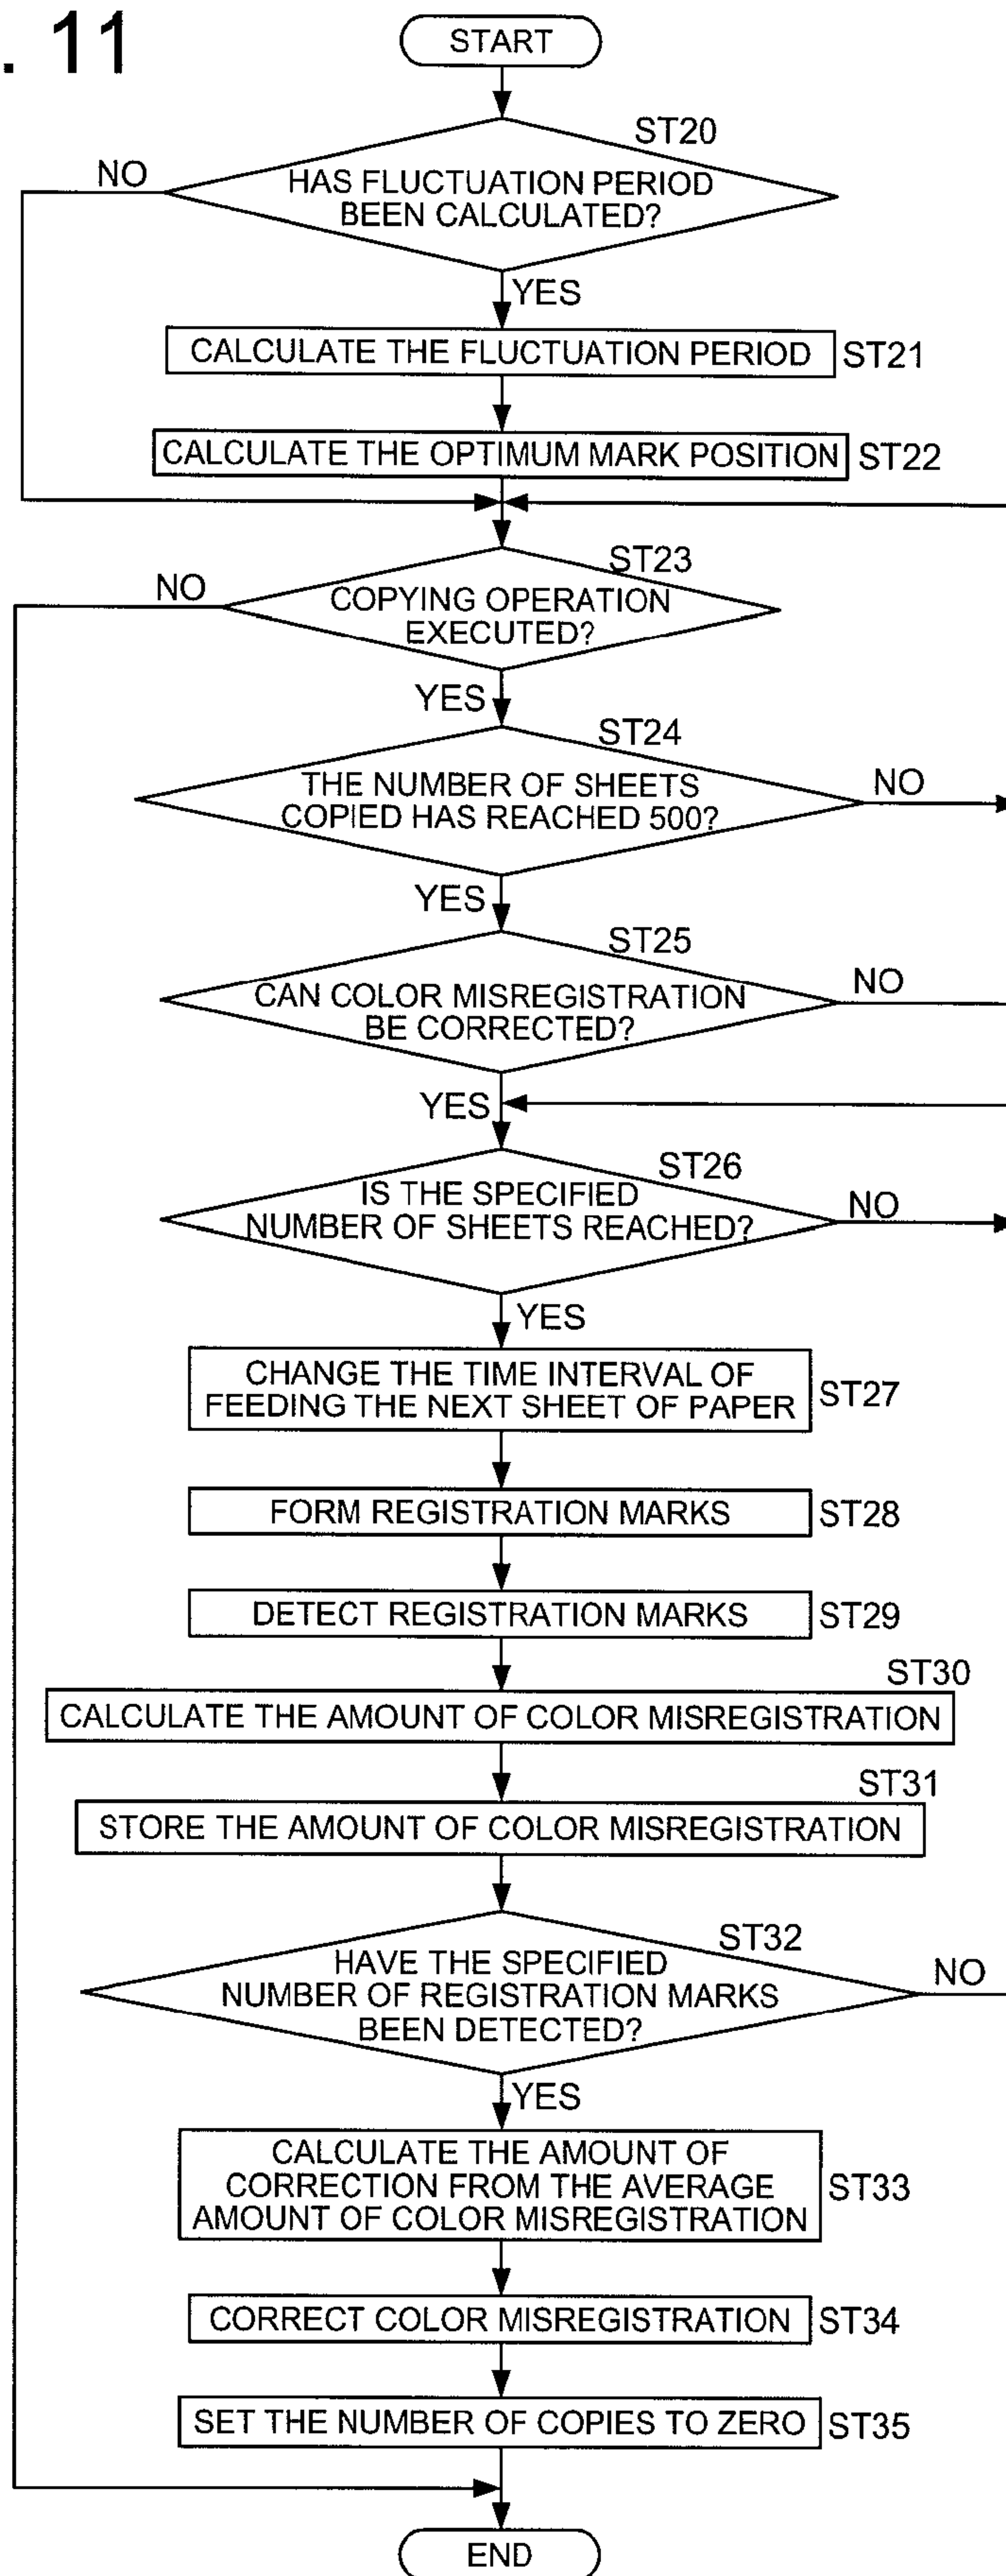 . 11
START
ST20
NO
HAS FLUCTUATION PERIOD
BEEN CALCULATED?
YES
CALCULATE THE FLUCTUATION PERIOD
ST21
CALCULATE THE OPTIMUM MARK POSITION
ST22
ST23
NO
COPYING OPERATION
EXECUTED?
YES
ST24
THE NUMBER OF SHEETS
COPIED HAS REACHED 500?
NO
YES
ST25
CAN COLOR MISREGISTRATION
BE CORRECTED?
NO
YES
ST26
IS THE SPECIFIED
NUMBER OF SHEETS REACHED?
NO
YES
CHANGE THE TIME INTERVAL OF
FEEDING THE NEXT SHEET OF PAPER
ST27
FORM REGISTRATION MARKS
ST28
DETECT REGISTRATION MARKS
ST29
ST30
CALCULATE THE AMOUNT OF COLOR MISREGISTRATION
ST31
STORE THE AMOUNT OF COLOR MISREGISTRATION
ST32
HAVE THE SPECIFIED
NUMBER OF REGISTRATION MARKS
BEEN DETECTED?
NO
YES
CALCULATE THE AMOUNT OF
CORRECTION FROM THE AVERAGE
AMOUNT OF COLOR MISREGISTRATION
ST33
CORRECT COLOR MISREGISTRATION
ST34
SET THE NUMBER OF COPIES TO ZERO
ST35
END